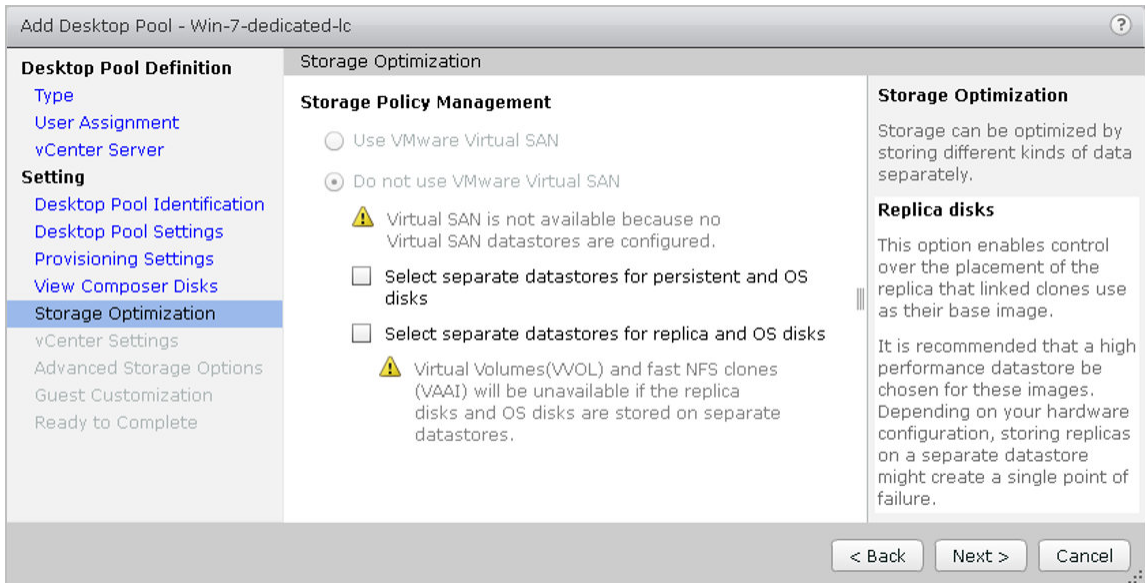 Add Desktop Pool - Win-7-dedicated-lc
?
Desktop Pool Definition
Type
User Assignment
vCenter Server
Setting
Desktop Pool Identification
Desktop Pool Settings
Provisioning Settings
View Composer Disks
Storage Optimization
vCenter Settings
Advanced Storage Options
Guest Customization
Ready to Complete
Storage Optimization
Storage Policy Management
Use VMware Virtual SAN
Do not use VMware Virtual SAN
Virtual SAN is not available because no
Virtual SAN datastores are configured.
Select separate datastores for persistent and OS
disks
Select separate datastores for replica and OS disks
Virtual Volumes(VVOL) and fast NFS clones
(VAAI) will be unavailable if the replica
disks and OS disks are stored on separate
datastores.
Storage Optimization
Storage can be optimized by
storing different kinds of data
separately.
Replica disks
This option enables control
over the placement of the
replica that linked clones use
as their base image.
It is recommended that a high
performance datastore be
chosen for these images.
Depending on your hardware
configuration, storing replicas
on a separate datastore
might create a single point of
failure.
< Back
Next >
Cancel